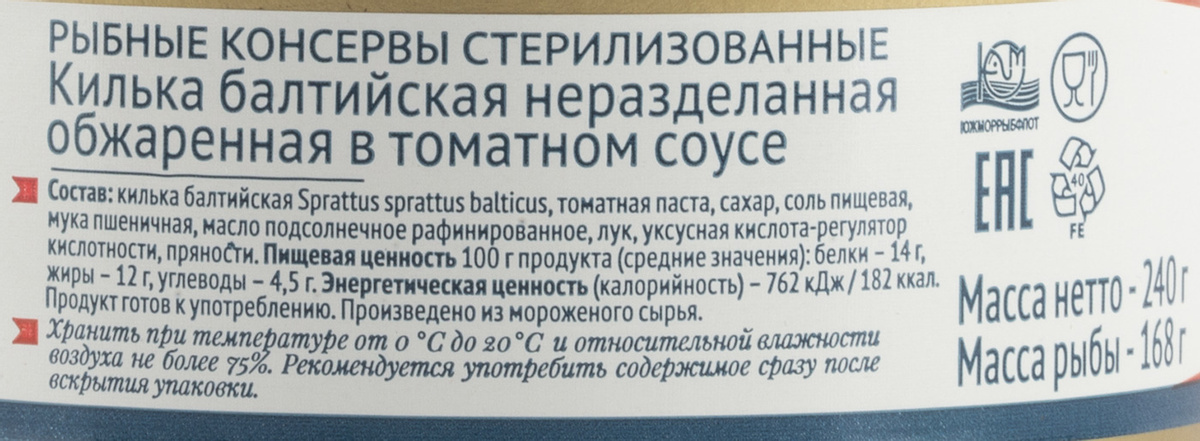 РЫБНЫЕ КОНСЕРВЫ СТЕРИЛИЗОВАННЫЕ
Килька балтийская неразделанная
обжаренная в томатном соусе
Состав: килька балтийская Sprattus sprattus balticus, томатная паста, сахар, соль пищевая,
мука пшеничная, масло подсолнечное рафинированное, лук, уксусная кислота-регулятор
кислотности, пряности. Пищевая ценность 100 г продукта (средние значения): белки – 14 г,
жиры – 12 г, углеводы – 4,5 г. Энергетическая ценность (калорийность) – 762 кДж / 182 ккал.
Продукт готов к употреблению. Произведено из мороженого сырья.
Хранить при температуре от 0 °С до 20 °С и относительной влажности
воздуха не более 75%. Рекомендуется употребить содержимое сразу после
вскрытия упаковки.
ЮЖМОРРЫБФЛОТ
ЕАС
40
FE
Масса нетто - 240 г
Масса рыбы - 168 г